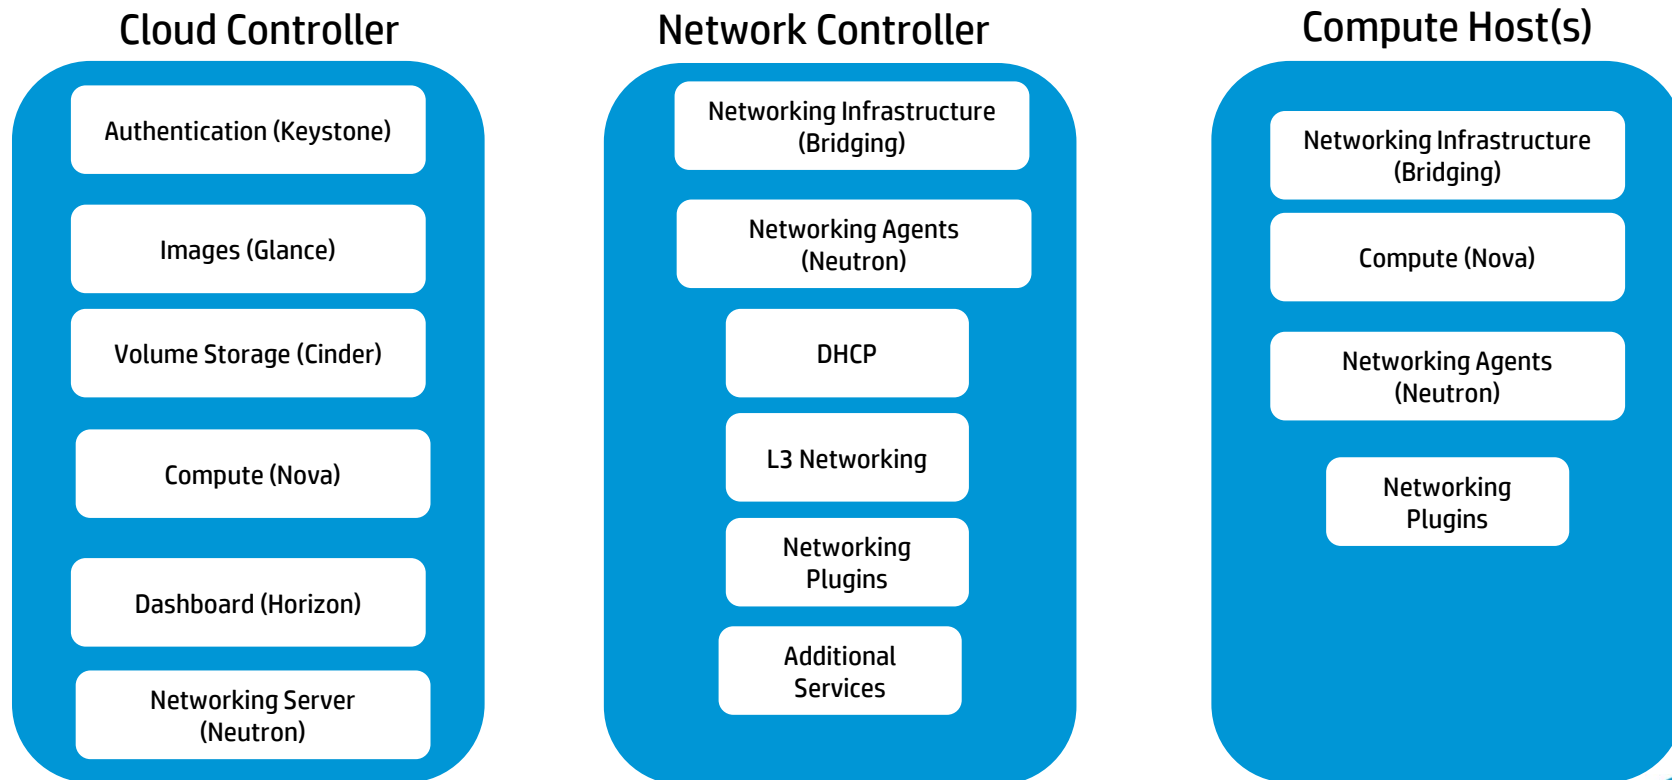 Cloud Controller
Authentication (Keystone)
Images (Glance)
Volume Storage (Cinder)
Compute (Nova)
Dashboard (Horizon)
Networking Server
(Neutron)
Network Controller
Networking Infrastructure
(Bridging)
Networking Agents
(Neutron)
DHCP
L3 Networking
Networking
Plugins
Additional
Services
Compute Host(s)
Networking Infrastructure
(Bridging)
Compute (Nova)
Networking Agents
(Neutron)
Networking
Plugins